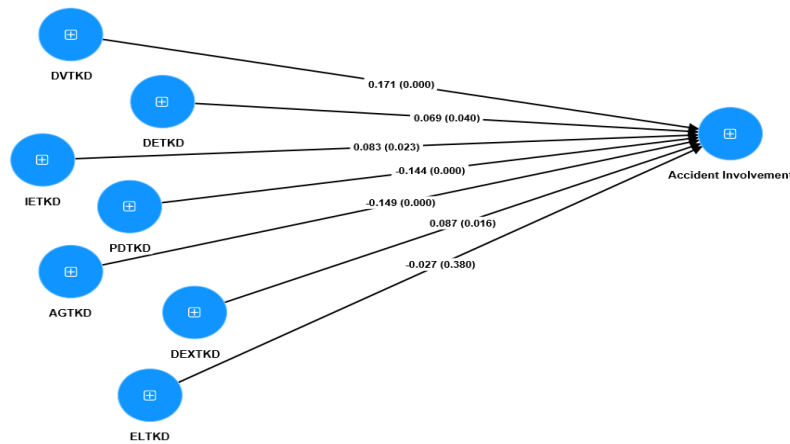 DVTKD
0.171 (0.000)
DETKD
0.069 (0.040)
IETKD
0.083 (0.023)
Accident Involvement
PDTKD
-0.144 (0.000)
AGTKD
-0.149 (0.000)
DEXTKD
0.087 (0.016)
ELTKD
-0.027 (0.380)